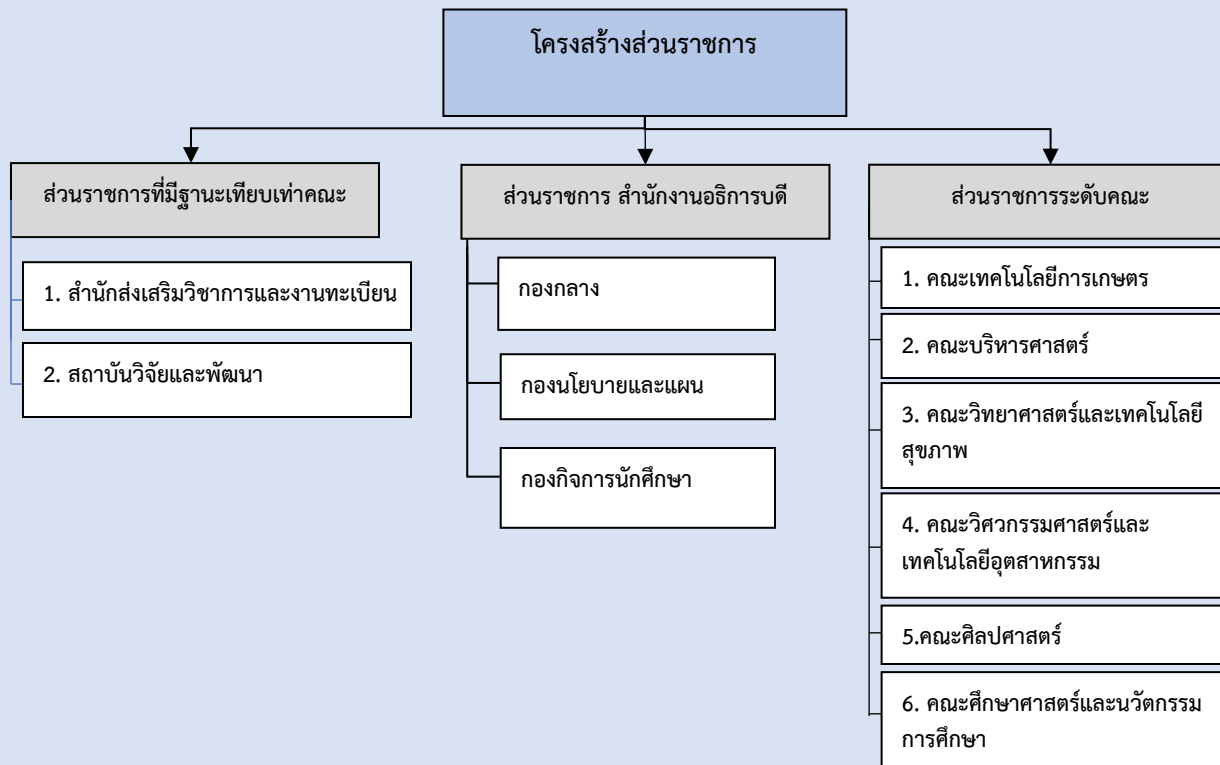 โครงสร้างส่วนราชการ
ส่วนราชการที่มีฐานะเทียบเท่าคณะ
1. สำนักส่งเสริมวิชาการและงานทะเบียน
2. สถาบันวิจัยและพัฒนา
ส่วนราชการ สำนักงานอธิการบดี
กองกลาง
กองนโยบายและแผน
กองกิจการนักศึกษา
ส่วนราชการระดับคณะ
1. คณะเทคโนโลยีการเกษตร
2. คณะบริหารศาสตร์
3. คณะวิทยาศาสตร์และเทคโนโลยี
สุขภาพ
4. คณะวิศวกรรมศาสตร์และ
เทคโนโลยีอุตสาหกรรม
5.คณะศิลปศาสตร์
6. คณะศึกษาศาสตร์และนวัตกรรม
การศึกษา